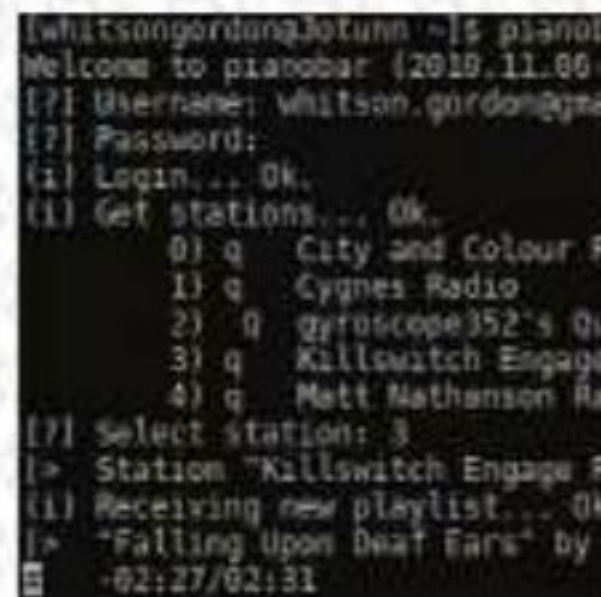 [whitsongordon@Jotunn ~]$ pianob
Welcome to pianobar (2010.11.06
[?] Username: whitson.gordon@gma
[?] Password:
(i) Login... Ok.
(i) Get stations... Ok.
0) q City and Colour R
1) q Cygnes Radio
2) Q gyroscope352's Qu
3) q Killswitch Engage
4) q Matt Nathanson Ra
[?] Select station: 3
|> Station "Killswitch Engage R
(i) Receiving new playlist... Ok
|> "Falling Upon Deaf Ears" by
-02:27/02:31